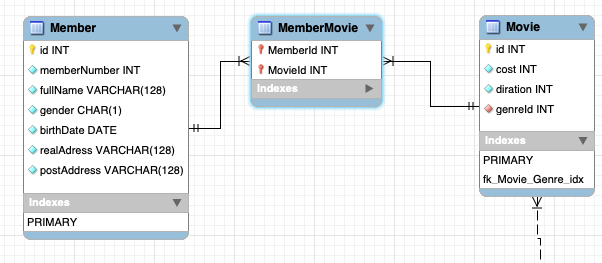 Member
id INT
memberNumber INT
fullName VARCHAR(128)
gender CHAR(1)
birthDate DATE
realAdress VARCHAR(128)
postAddress VARCHAR(128)
Indexes
PRIMARY
MemberMovie
MemberId INT
MovieId INT
Indexes
Movie
id INT
cost INT
diration INT
genreId INT
Indexes
PRIMARY
fk_Movie_Genre_idx